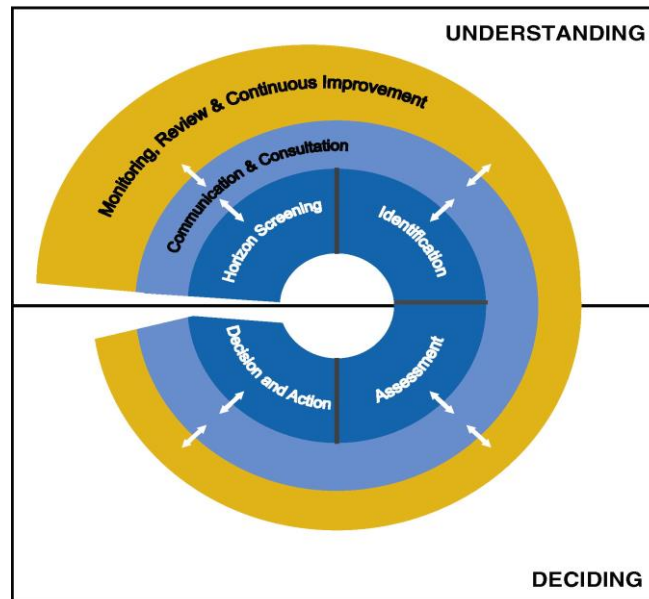 UNDERSTANDING
Monitoring, Review & Continuous Improvement
Communication & Consultation
Horizon Screening
Identification
Decision and Action
Assessment
DECIDING